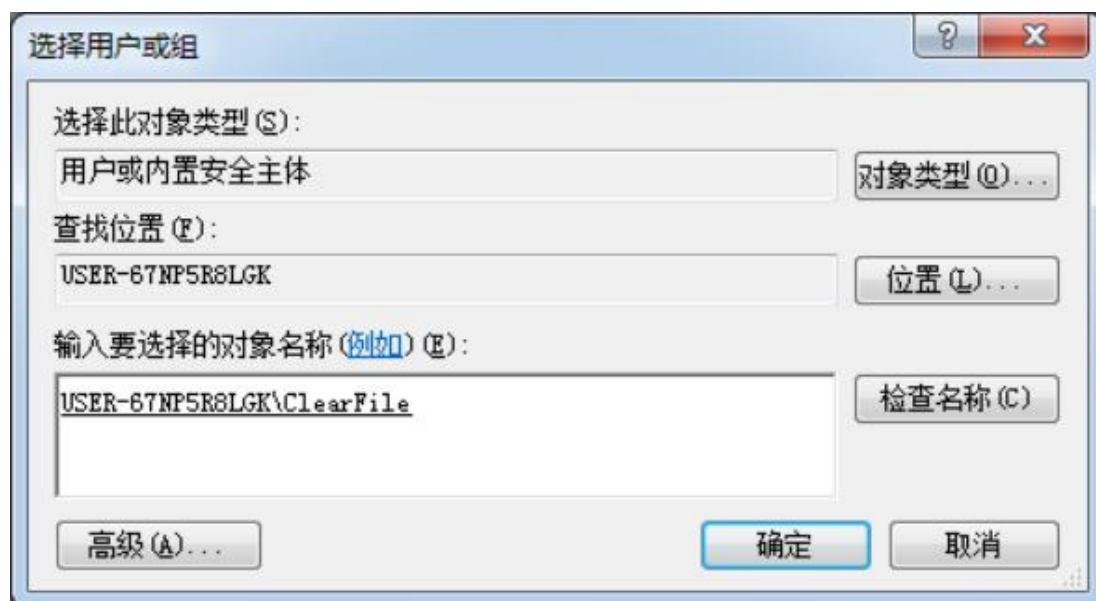 选择用户或组
选择此对象类型(S):
用户或内置安全主体
对象类型(O)...
查找位置(F):
USER-67NP5R8LGK
位置(L)...
输入要选择的对象名称(例如)(E):
USER-67NP5R8LGK\ClearFile
检查名称(C)
高级(A)...
确定
取消